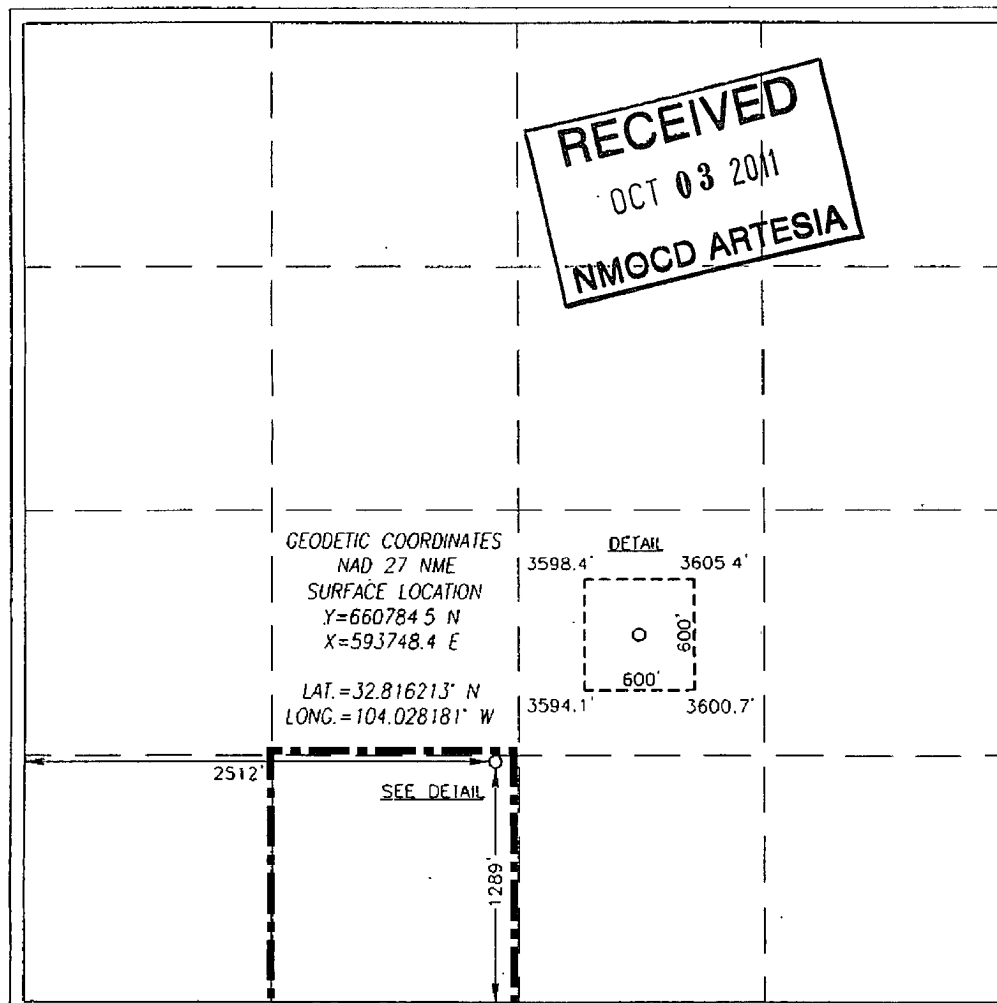 RECEIVED
OCT 03 2011
NMOCD ARTESIA
GEODETIC COORDINATES
NAD 27 NME
SURFACE LOCATION
Y=660784.5 N
X=593748.4 E
LAT.=32.816213° N
LONG.=104.028181° W
DETAIL
3598.4'
3605.4'
600'
600'
3594.1'
3600.7'
2512'
SEE DETAIL
1289'